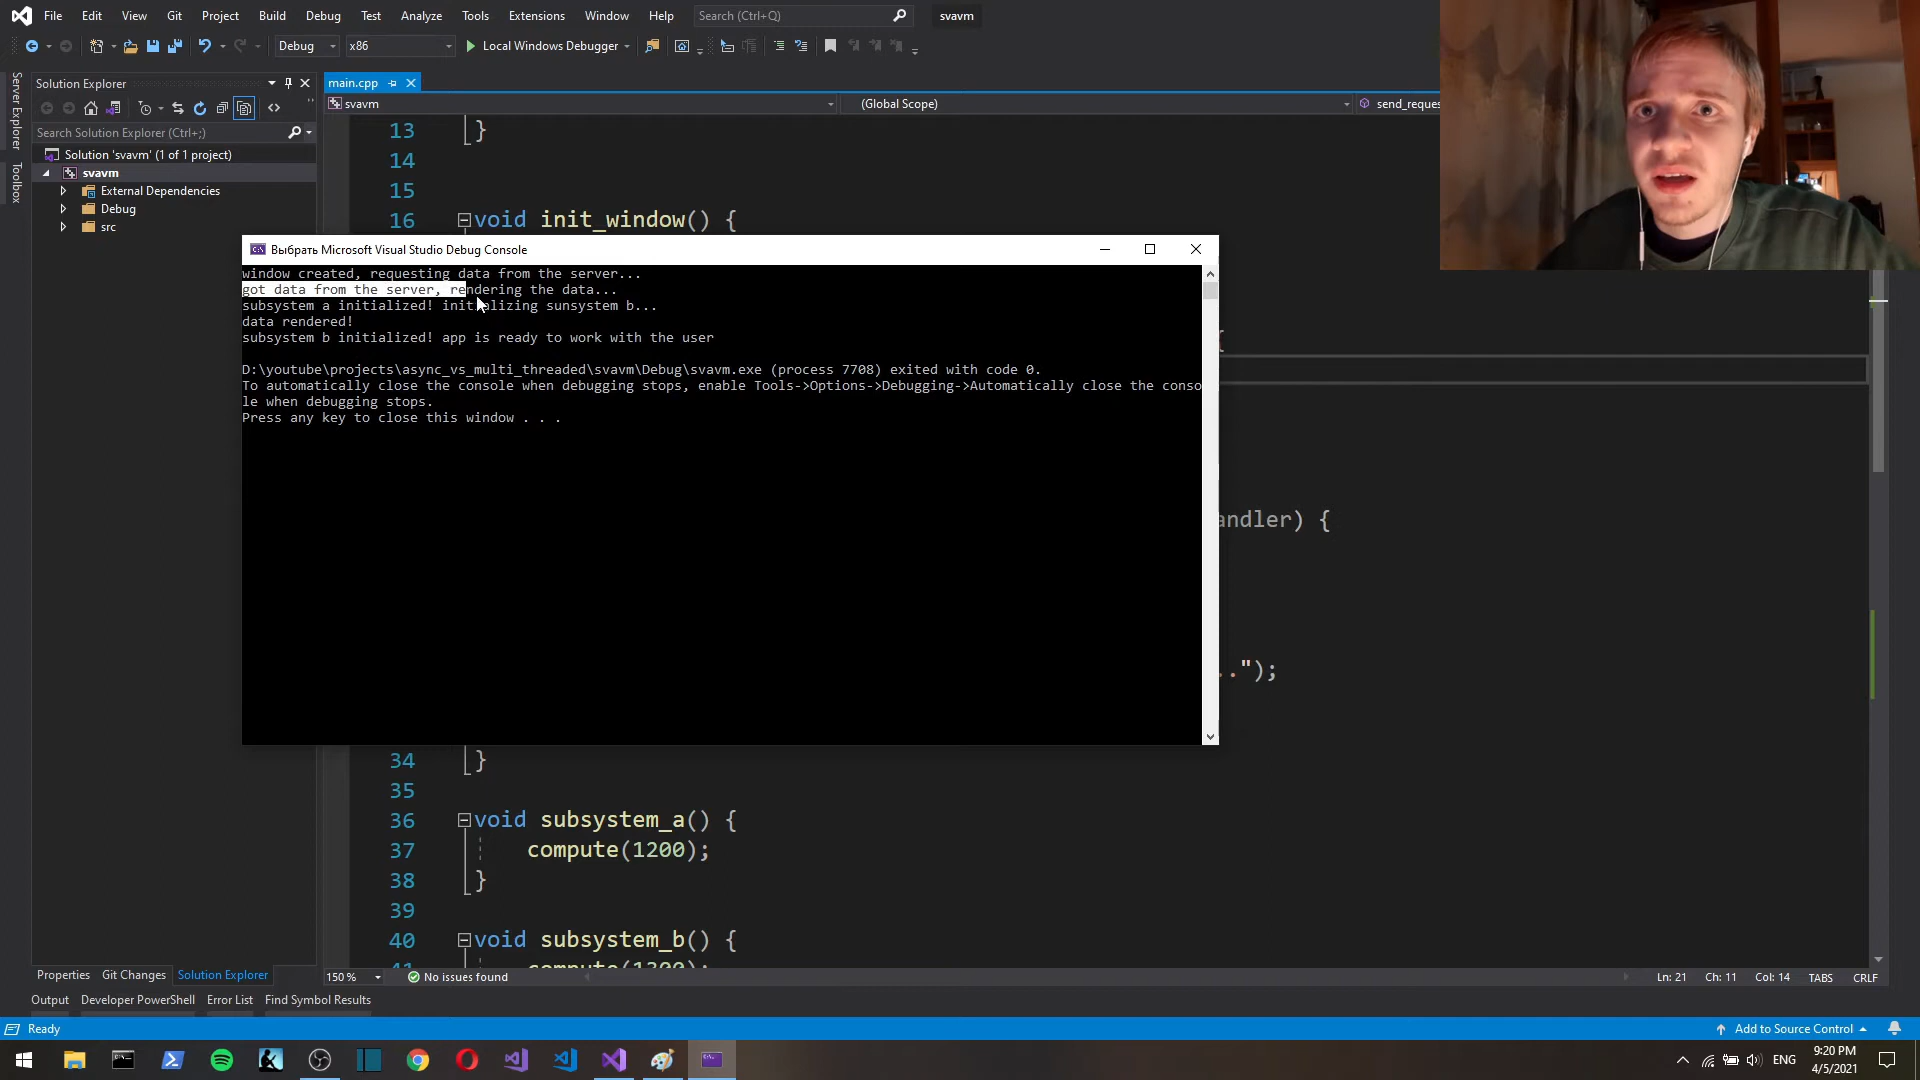 File Edit View Git Project Build Debug Test Analyze Tools Extensions Window Help Search (Ctrl+Q) svavm
Debug x86 Local Windows Debugger
Server Explorer
Toolbox
Solution Explorer
Search Solution Explorer (Ctrl+;)
Solution 'svavm' (1 of 1 project)
svavm
External Dependencies
Debug
src
main.cpp
svavm (Global Scope) send_reques
13 }
14
15
16 void init_window() {
Выбрать Microsoft Visual Studio Debug Console
window created, requesting data from the server...
got data from the server, rendering the data...
subsystem a initialized! initializing sunsystem b...
data rendered!
subsystem b initialized! app is ready to work with the user
D:\youtube\projects\async_vs_multi_threaded\svavm\Debug\svavm.exe (process 7708) exited with code 0.
To automatically close the console when debugging stops, enable Tools->Options->Debugging->Automatically close the conso
le when debugging stops.
Press any key to close this window . . .
{
andler) {
..");
34 }
35
36 void subsystem_a() {
37 compute(1200);
38 }
39
40 void subsystem_b() {
41 compute(1300);
150 % No issues found Ln: 21 Ch: 11 Col: 14 TABS CRLF
Properties Git Changes Solution Explorer
Output Developer PowerShell Error List Find Symbol Results
Ready Add to Source Control
ENG 9:20 PM
4/5/2021